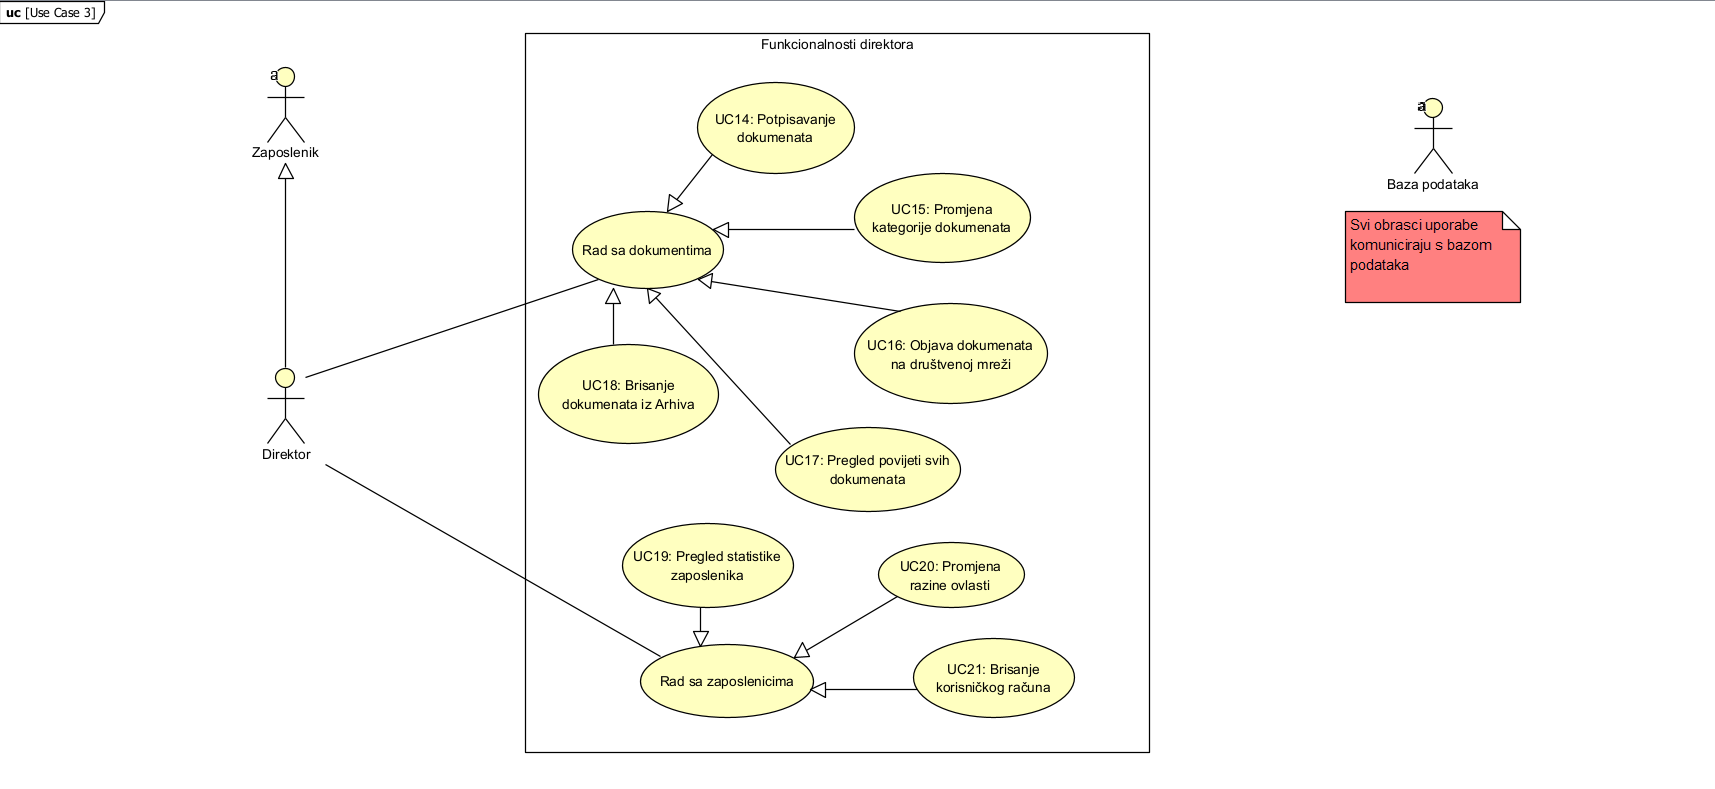 uc [Use Case 3]
Funkcionalnosti direktora
a
Zaposlenik
UC14: Potpisavanje
dokumenata
a
Baza podataka
UC15: Promjena
kategorije dokumenata
Svi obrasci uporabe
komuniciraju s bazom
podataka
Rad sa dokumentima
UC16: Objava dokumenata
na društvenoj mreži
UC18: Brisanje
dokumenata iz Arhiva
Direktor
UC17: Pregled povijeti svih
dokumenata
UC19: Pregled statistike
zaposlenika
UC20: Promjena
razine ovlasti
Rad sa zaposlenicima
UC21: Brisanje
korisničkog računa